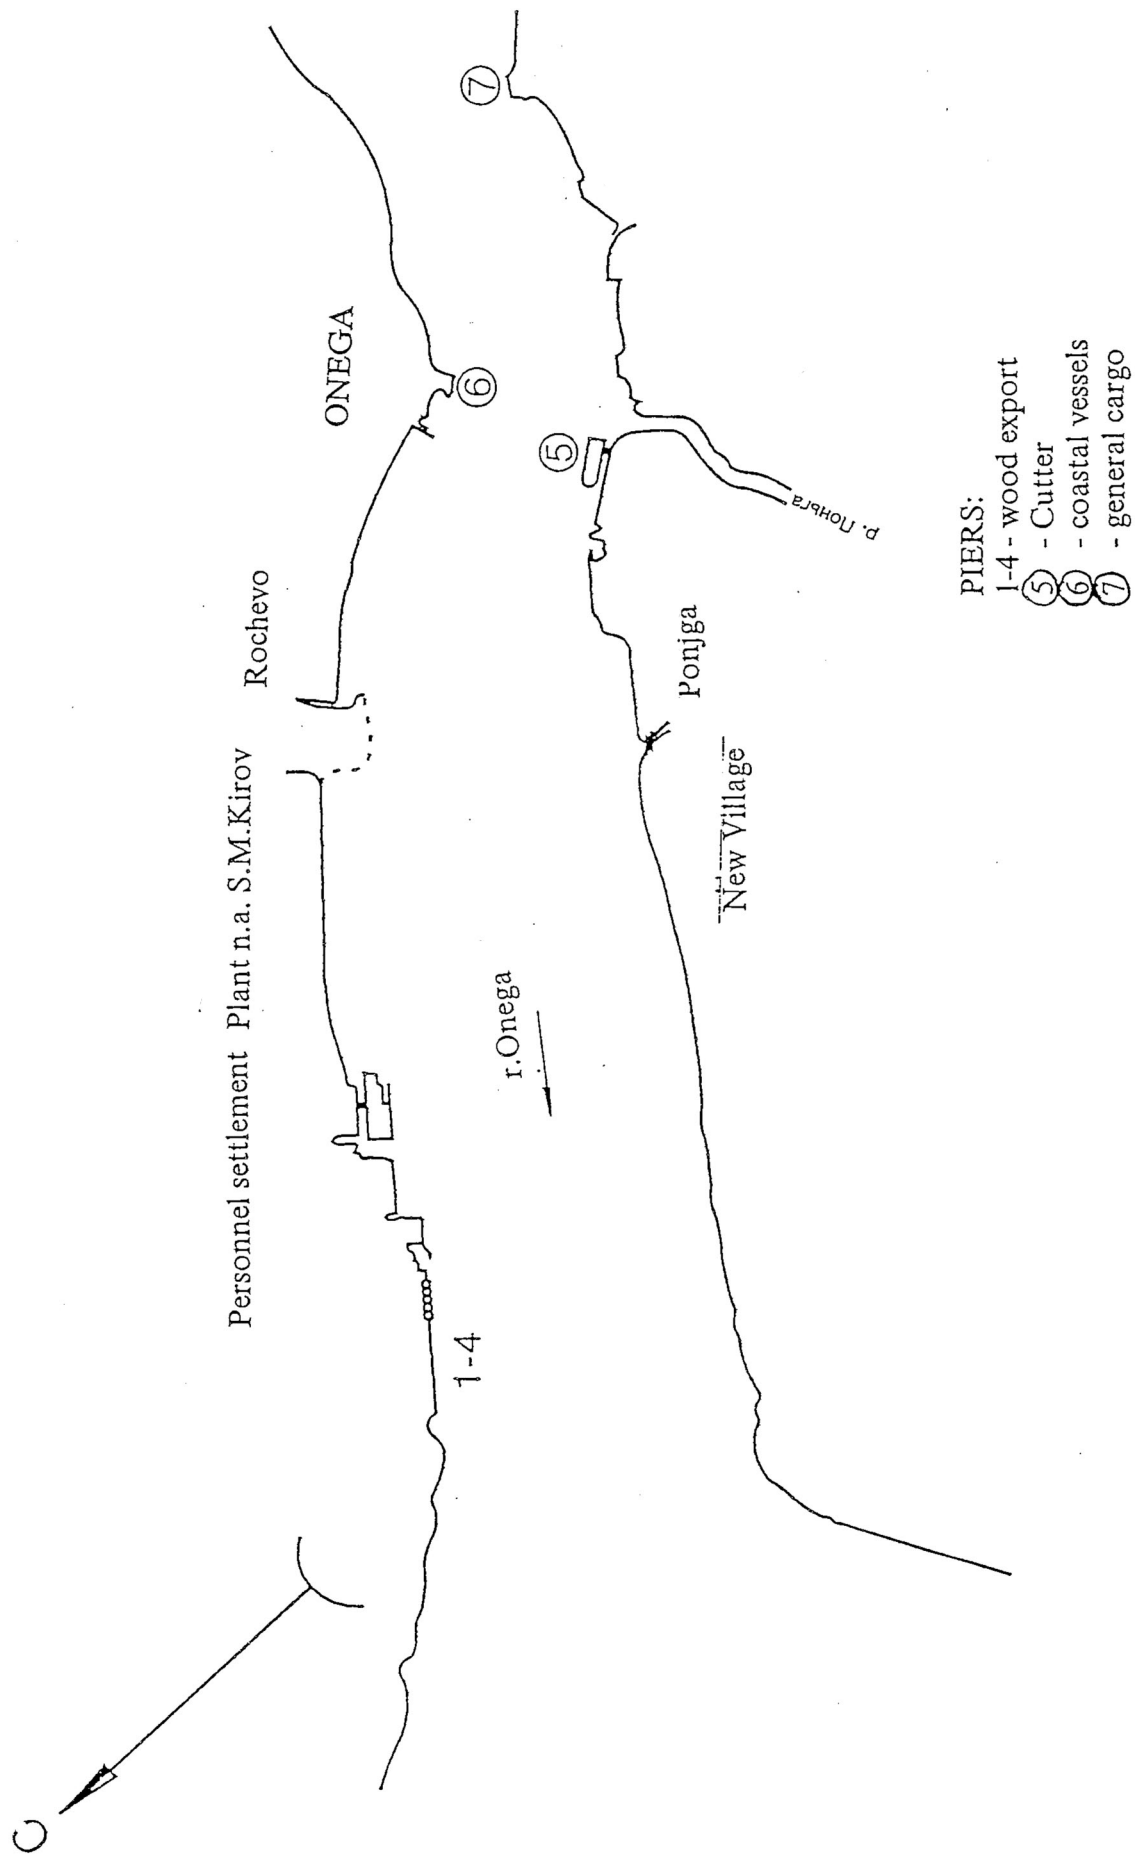 C
Personnel settlement Plant n.a. S.M.Kirov
Rochevo
ONEGA
1-4
r.Onega
6
7
5
р. Поньга
Ponjga
New Village
PIERS:
1-4 - wood export
5 - Cutter
6 - coastal vessels
7 - general cargo